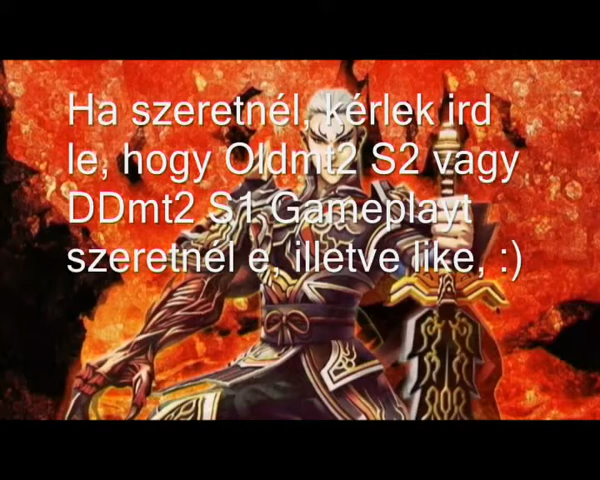 Ha szeretnél, kérlek ird
le, hogy Oldmt2 S2 vagy
DDmt2 S1 Gameplayt
szeretnél e, illetve like, :)